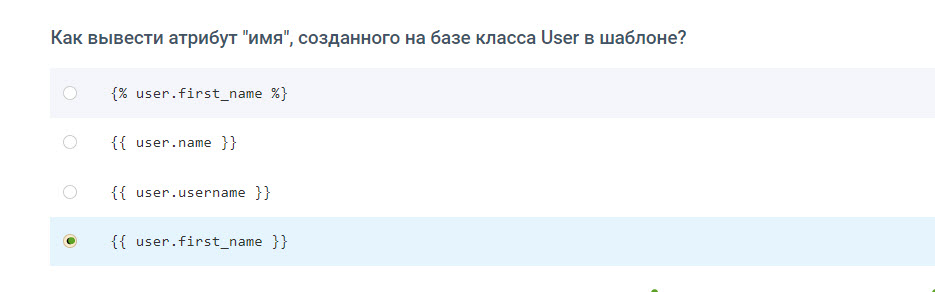 Как вывести атрибут "имя", созданного на базе класса User в шаблоне?
{% user.first_name %}
{{ user.name }}
{{ user.username }}
{{ user.first_name }}